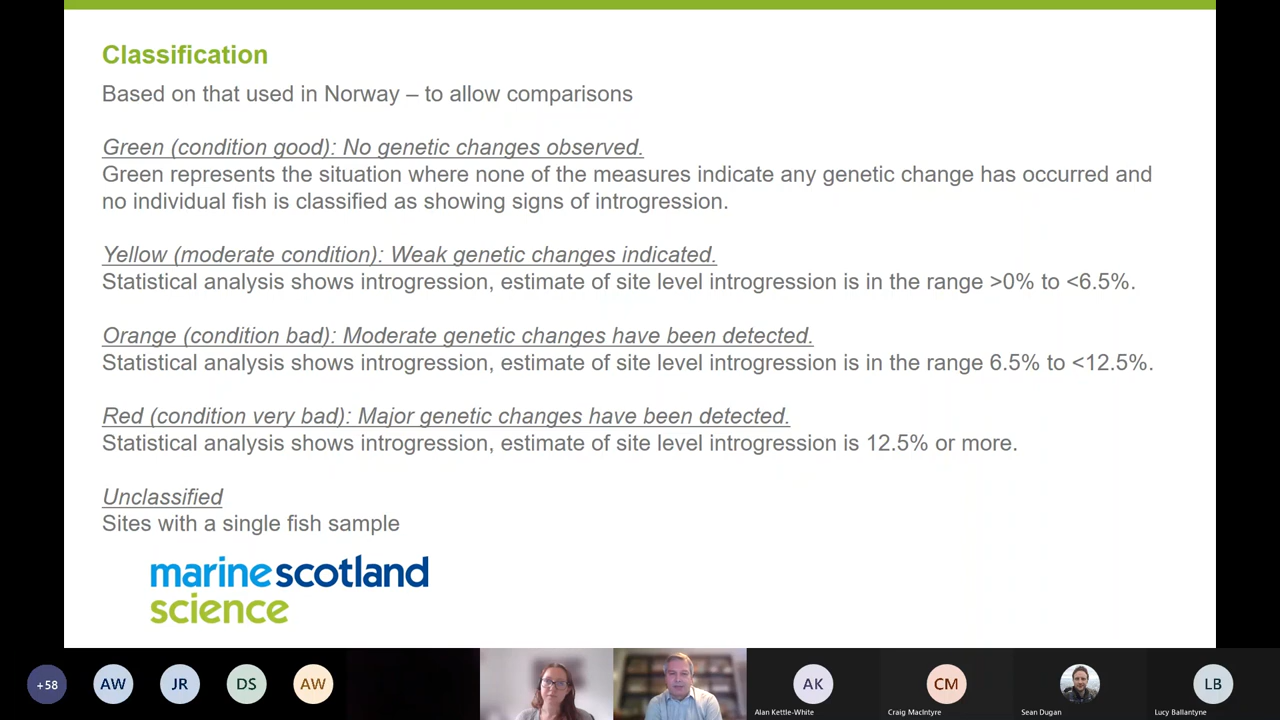 Classification
Based on that used in Norway – to allow comparisons
Green (condition good): No genetic changes observed.
Green represents the situation where none of the measures indicate any genetic change has occurred and
no individual fish is classified as showing signs of introgression.
Yellow (moderate condition): Weak genetic changes indicated.
Statistical analysis shows introgression, estimate of site level introgression is in the range >0% to <6.5%.
Orange (condition bad): Moderate genetic changes have been detected.
Statistical analysis shows introgression, estimate of site level introgression is in the range 6.5% to <12.5%.
Red (condition very bad): Major genetic changes have been detected.
Statistical analysis shows introgression, estimate of site level introgression is 12.5% or more.
Unclassified
Sites with a single fish sample
marinescotland
science
+58 AW JR DS AW AK CM LB
Alan Kettle-White Craig MacIntyre Sean Dugan Lucy Ballantyne